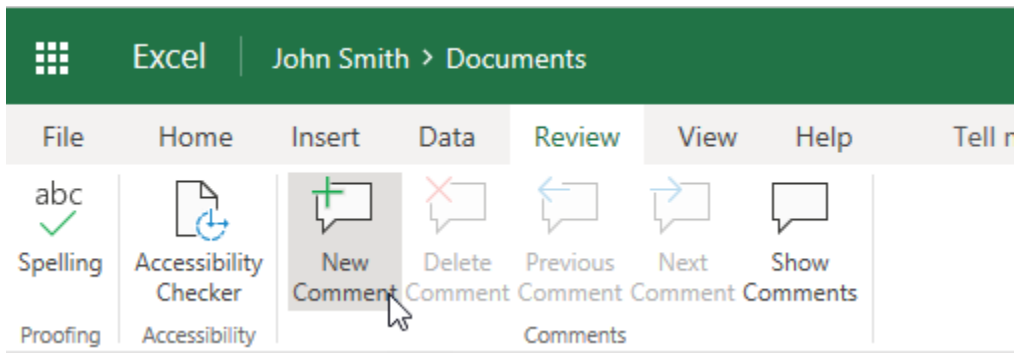 Excel John Smith > Documents
File Home Insert Data Review View Help Tell
abc
Spelling Accessibility New Delete Previous Next Show
Checker Comment Comment Comment Comment Comments
Proofing Accessibility Comments